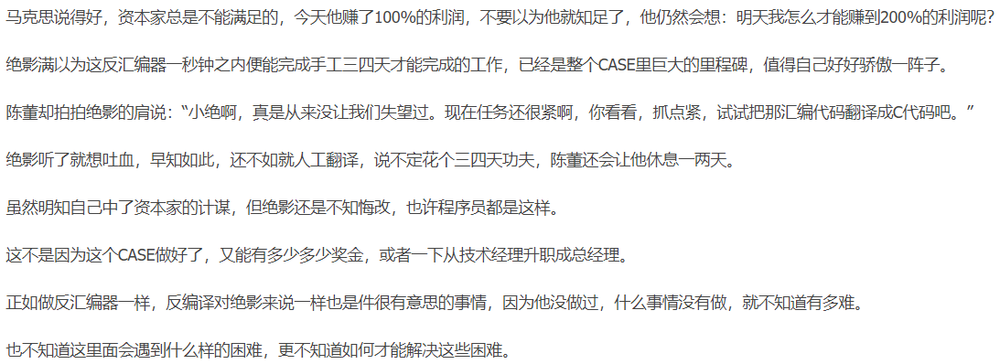 马克思说得好，资本家总是不能满足的，今天他赚了100%的利润，不要以为他就知足了，他仍然会想：明天我怎么才能赚到200%的利润呢？
绝影满以为这反汇编器一秒钟之内便能完成手工三四天才能完成的工作，已经是整个CASE里巨大的里程碑，值得自己好好骄傲一阵子。
陈董却拍拍绝影的肩说：“小绝啊，真是从来没让我们失望过。现在任务还很紧啊，你看看，抓点紧，试试把那汇编代码翻译成C代码吧。”
绝影听了就想吐血，早知如此，还不如就人工翻译，说不定花个三四天功夫，陈董还会让他休息一两天。
虽然明知自己中了资本家的计谋，但绝影还是不知悔改，也许程序员都是这样。
这不是因为这个CASE做好了，又能有多少多少奖金，或者一下从技术经理升职成总经理。
正如做反汇编器一样，反编译对绝影来说一样也是件很有意思的事情，因为他没做过，什么事情没有做，就不知道有多难。
也不知道这里面会遇到什么样的困难，更不知道如何才能解决这些困难。